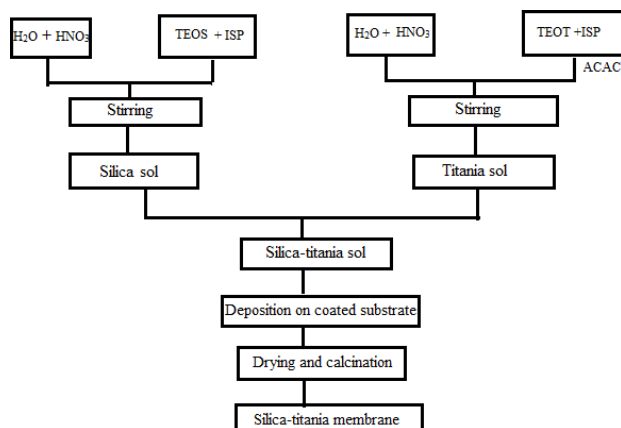 H2O + HNO3
TEOS + ISP
H2O + HNO3
TEOT +ISP
ACAC
Stirring
Stirring
Silica sol
Titania sol
Silica-titania sol
Deposition on coated substrate
Drying and calcination
Silica-titania membrane